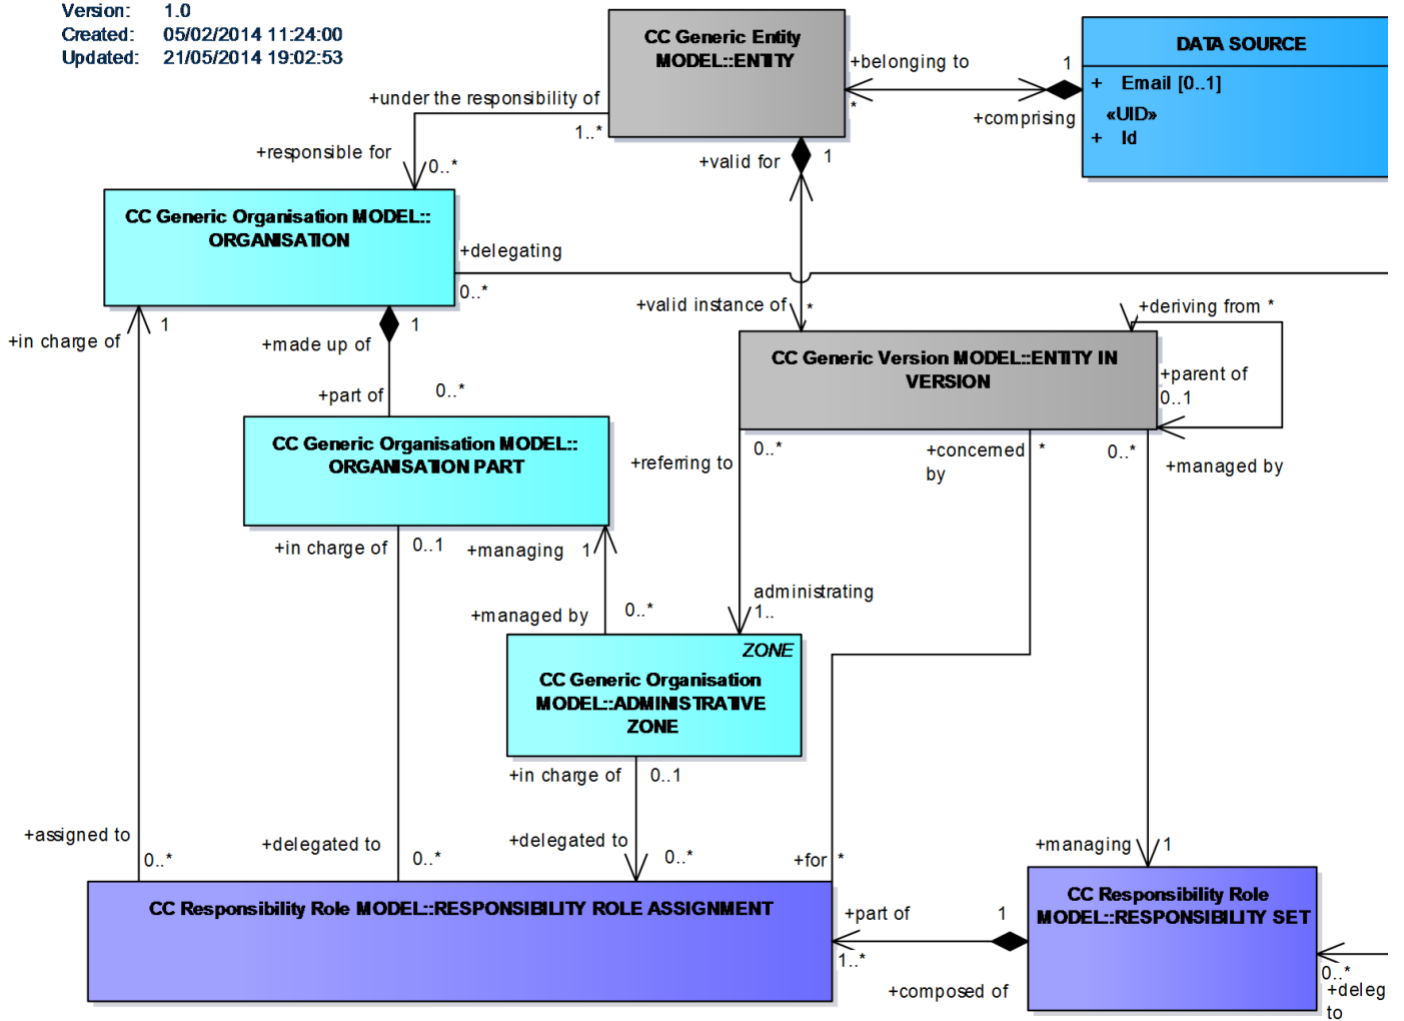 Version: 1.0
Created: 05/02/2014 11:24:00
Updated: 21/05/2014 19:02:53
CC Generic Entity
MODEL::ENTITY
DATA SOURCE
+ Email [0..1]
«UID»
+ Id
+belonging to
*
1
+comprising
+under the responsibility of
1..*
+responsible for
0..*
+valid for
1
CC Generic Organisation MODEL::
ORGANISATION
+delegating
0..*
+valid instance of
*
+deriving from *
+in charge of
1
1
+made up of
+part of
0..*
CC Generic Version MODEL::ENTITY IN
VERSION
+parent of
0..1
CC Generic Organisation MODEL::
ORGANISATION PART
+referring to
0..*
+concerned
by
*
0..*
+managed by
+in charge of
0..1
+managing
1
administrating
1..
+managed by
0..*
ZONE
CC Generic Organisation
MODEL::ADMINISTRATIVE
ZONE
+in charge of
0..1
+assigned to
0..*
+delegated to
0..*
+delegated to
0..*
+for
*
+managing
1
CC Responsibility Role MODEL::RESPONSIBILITY ROLE ASSIGNMENT
CC Responsibility Role
MODEL::RESPONSIBILITY SET
+part of
1
1..*
+composed of
0..*
+deleg
to